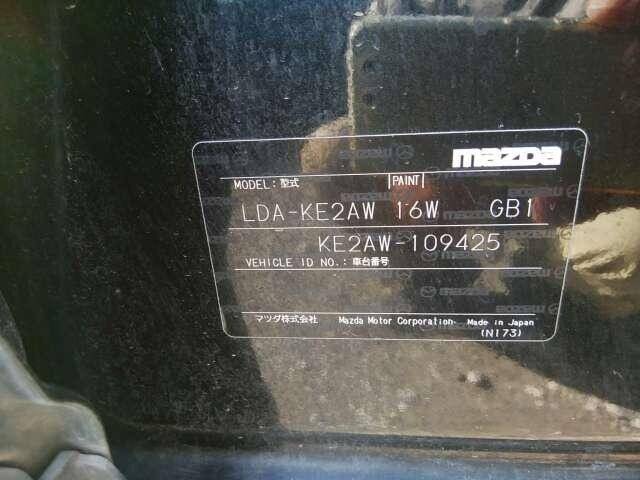 mazda
MODEL: 型式 PAINT
LDA-KE2AW 16W GB1
KE2AW-109425
VEHICLE ID NO.: 車台番号
マツダ株式会社 Mazda Motor Corporation Made in Japan
(N173)